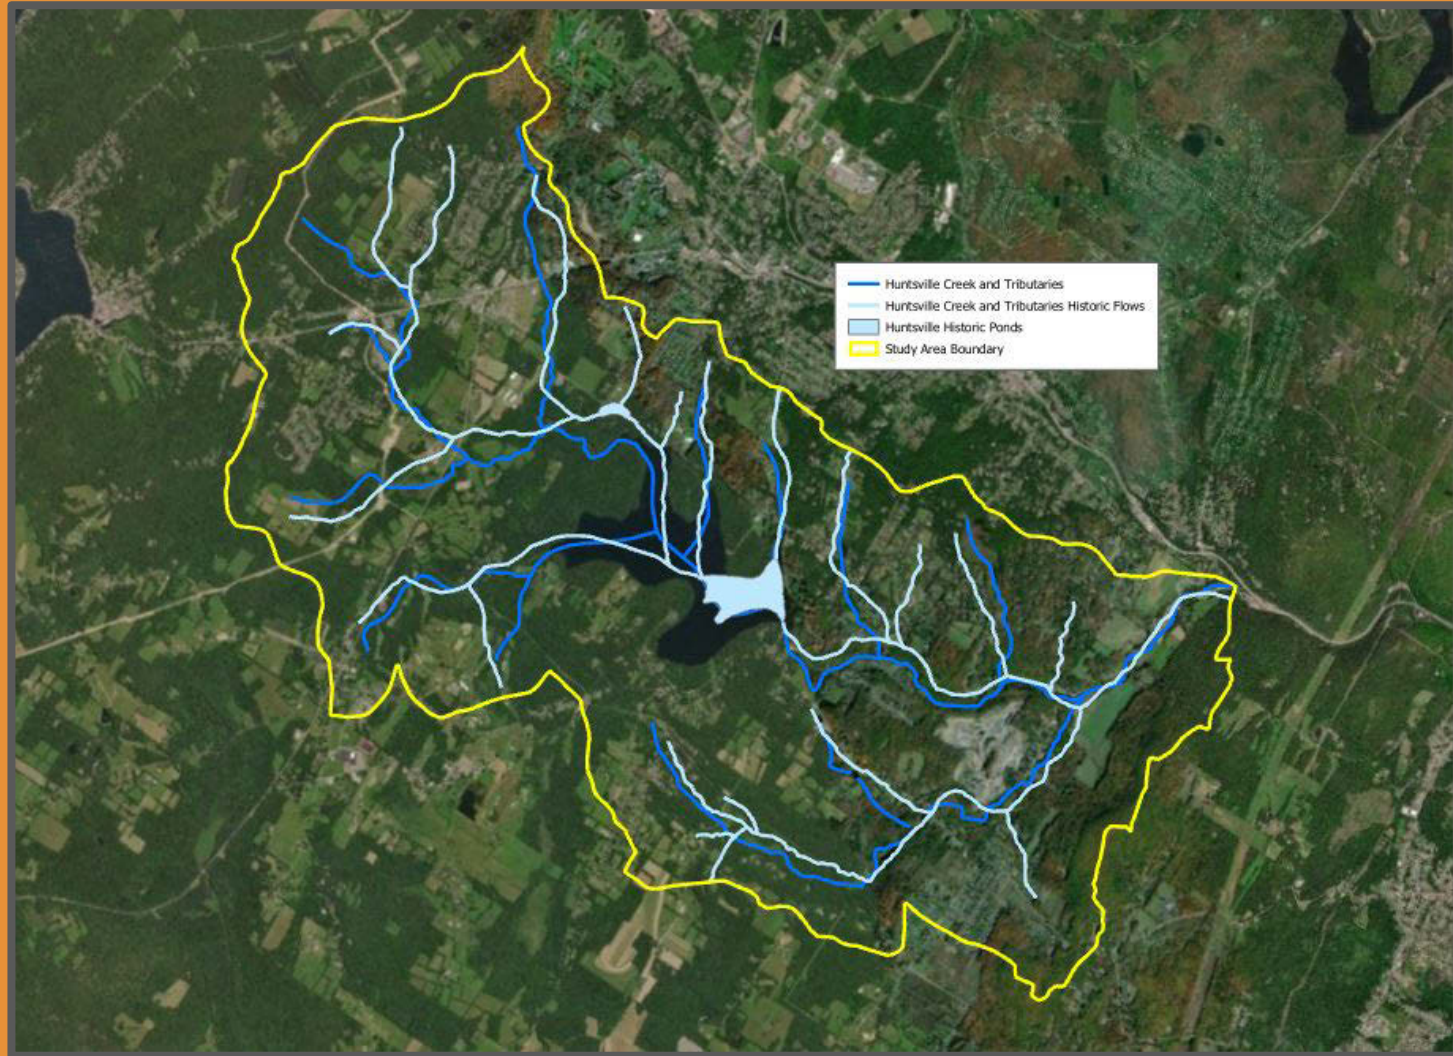 Huntsville Creek and Tributaries
Huntsville Creek and Tributaries Historic Flows
Huntsville Historic Ponds
Study Area Boundary